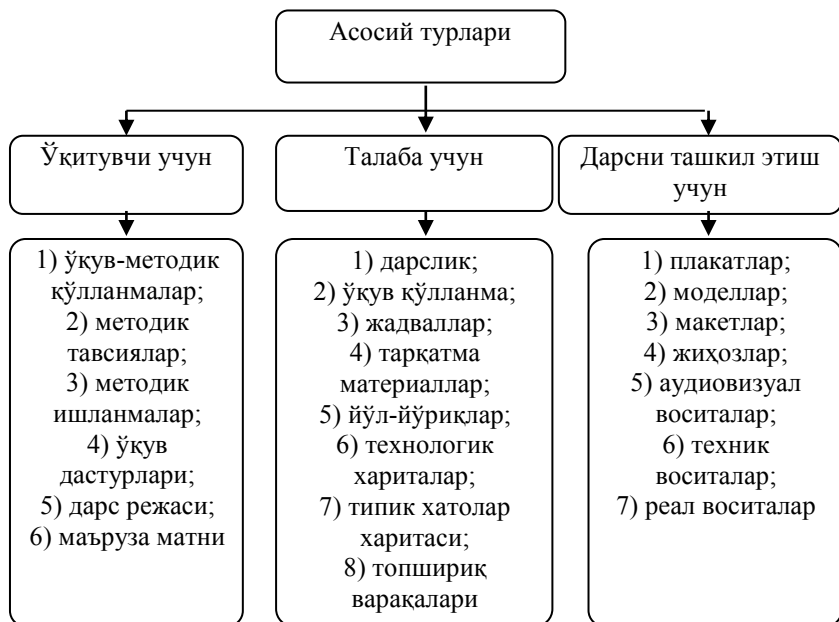 Асосий турлари
Ўқитувчи учун
Талаба учун
Дарсни ташкил этиш
учун
1) ўқув-методик
қўлланмалар;
2) методик
тавсиялар;
3) методик
ишланмалар;
4) ўқув
дастурлари;
5) дарс режаси;
6) маъруза матни
1) дарслик;
2) ўқув қўлланма;
3) жадваллар;
4) тарқатма
материаллар;
5) йўл-йўриқлар;
6) технологик
хариталар;
7) типик хатолар
харитаси;
8) топшириқ
варақалари
1) плакатлар;
2) моделлар;
3) макетлар;
4) жиҳозлар;
5) аудиовизуал
воситалар;
6) техник
воситалар;
7) реал воситалар